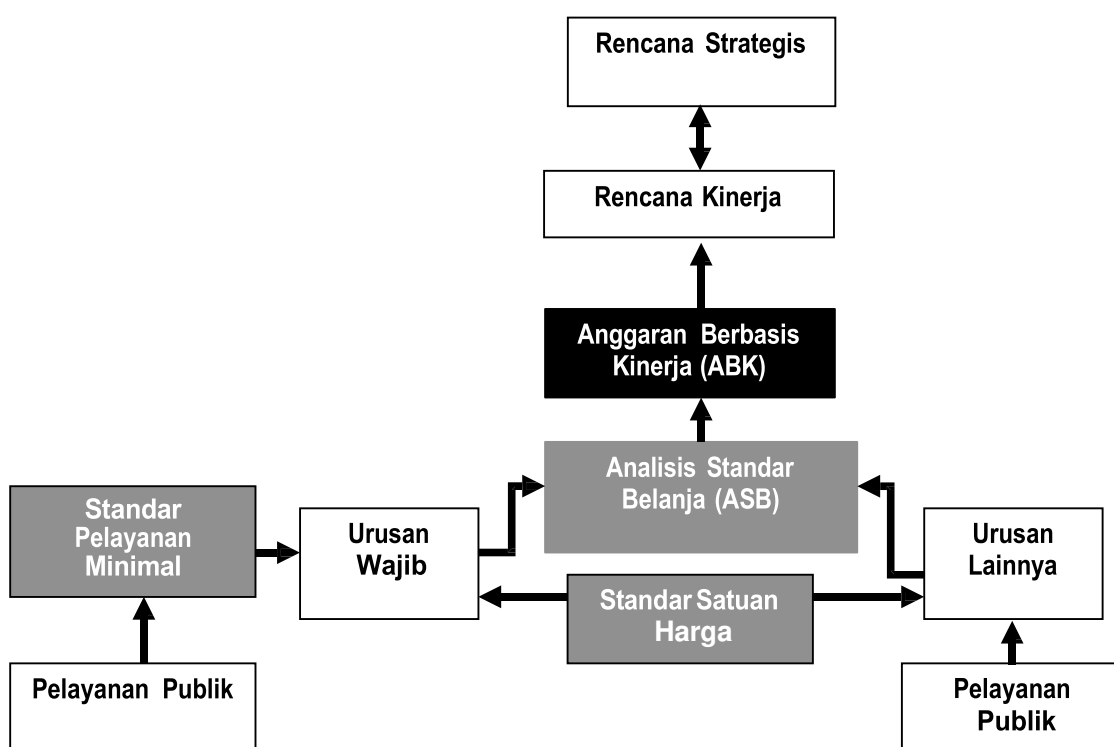 Rencana Strategis
Rencana Kinerja
Anggaran Berbasis
Kinerja (ABK)
Analisis Standar
Belanja (ASB)
Standar
Pelayanan
Minimal
Urusan
Wajib
Urusan
Lainnya
Standar Satuan
Harga
Pelayanan Publik
Pelayanan
Publik